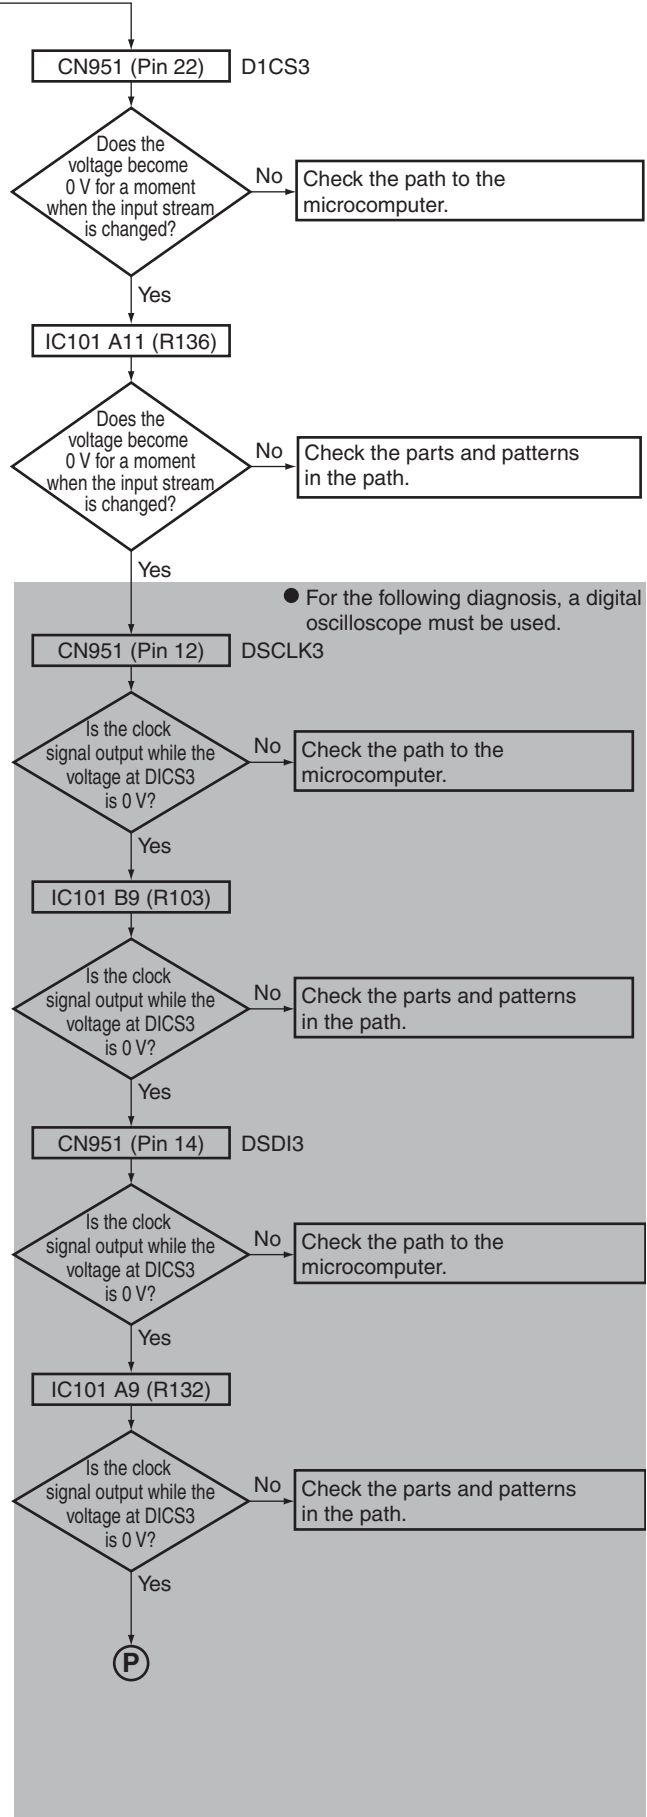 CN951 (Pin 22) D1CS3
Does the
voltage become
0 V for a moment
when the input stream
is changed?
No
Check the path to the
microcomputer.
Yes
IC101 A11 (R136)
Does the
voltage become
0 V for a moment
when the input stream
is changed?
No
Check the parts and patterns
in the path.
Yes
● For the following diagnosis, a digital
oscilloscope must be used.
CN951 (Pin 12) DSCLK3
Is the clock
signal output while the
voltage at DICS3
is 0 V?
No
Check the path to the
microcomputer.
Yes
IC101 B9 (R103)
Is the clock
signal output while the
voltage at DICS3
is 0 V?
No
Check the parts and patterns
in the path.
Yes
CN951 (Pin 14) DSDI3
Is the clock
signal output while the
voltage at DICS3
is 0 V?
No
Check the path to the
microcomputer.
Yes
IC101 A9 (R132)
Is the clock
signal output while the
voltage at DICS3
is 0 V?
No
Check the parts and patterns
in the path.
Yes
P